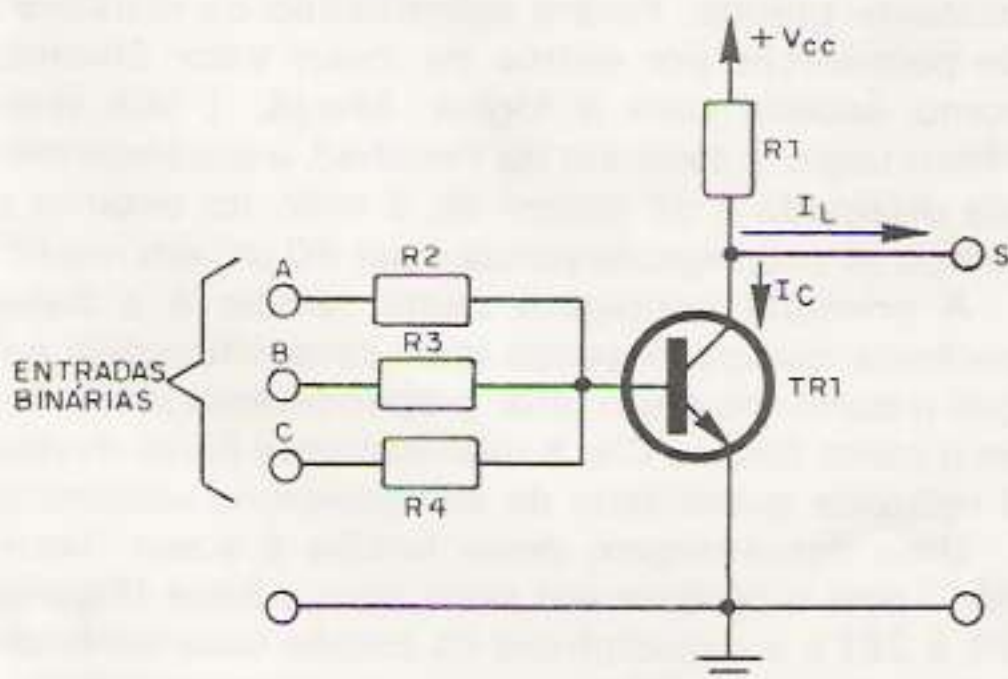 + Vcc
R1
IL
S
IC
TR1
A
R2
B
R3
C
R4
ENTRADAS
BINÁRIAS